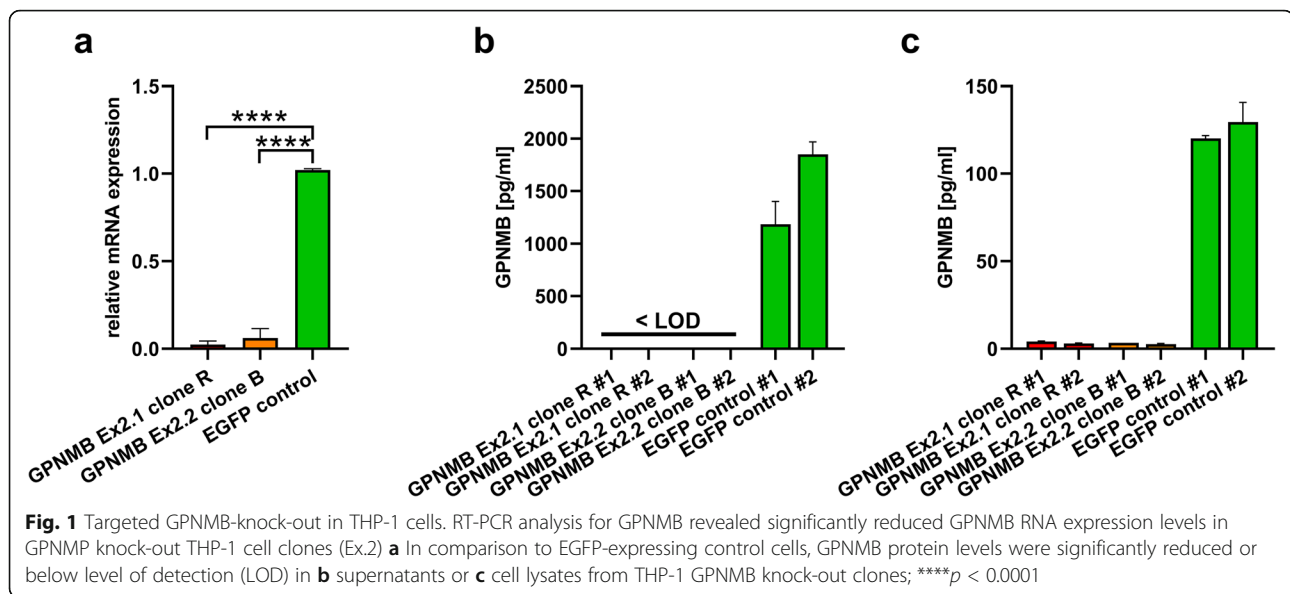 a
b
c
relative mRNA expression
1.5
1.0
0.5
0.0
****
****
GPNMB Ex2.1 clone R
GPNMB Ex2.2 clone B
EGFP control
GPNMB [pg/ml]
2500
2000
1500
1000
500
0
< LOD
GPNMB Ex2.1 clone R #1
GPNMB Ex2.1 clone R #2
GPNMB Ex2.2 clone B #1
GPNMB Ex2.2 clone B #2
EGFP control #1
EGFP control #2
GPNMB [pg/ml]
150
100
50
0
GPNMB Ex2.1 clone R #1
GPNMB Ex2.1 clone R #2
GPNMB Ex2.2 clone B #1
GPNMB Ex2.2 clone B #2
EGFP control #1
EGFP control #2
Fig. 1 Targeted GPNMB-knock-out in THP-1 cells. RT-PCR analysis for GPNMB revealed significantly reduced GPNMB RNA expression levels in
GPNMP knock-out THP-1 cell clones (Ex.2) a In comparison to EGFP-expressing control cells, GPNMB protein levels were significantly reduced or
below level of detection (LOD) in b supernatants or c cell lysates from THP-1 GPNMB knock-out clones; ****p < 0.0001